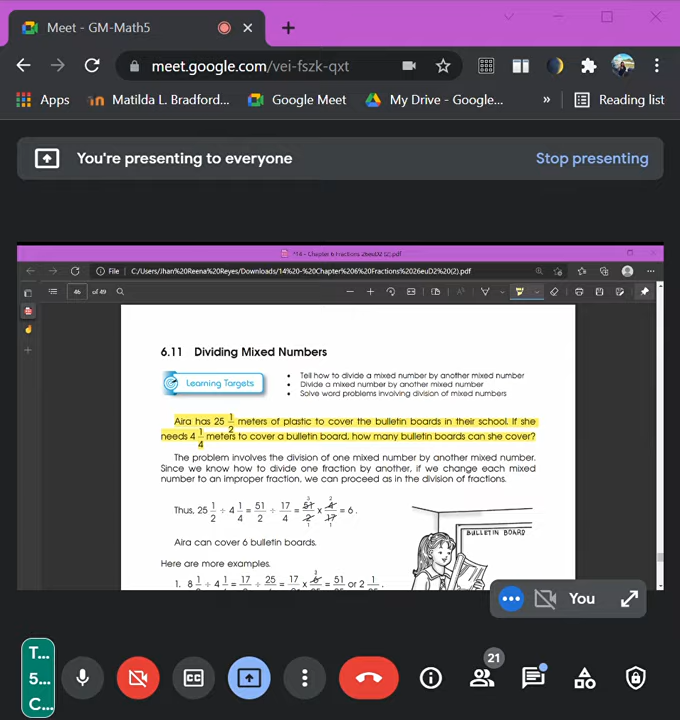 Meet - GM-Math5
meet.google.com/vei-fszk-qxt
Apps Matilda L. Bradford... Google Meet My Drive - Google... » Reading list
You're presenting to everyone Stop presenting
*14 - Chapter 6 Fractions 26euD2 (2).pdf
File | C:/Users/Jhan%20Reena%20Reyes/Downloads/14%20-%20Chapter%206%20Fractions%2026euD2%20(2).pdf
46 of 49
6.11 Dividing Mixed Numbers
Learning Targets
• Tell how to divide a mixed number by another mixed number
• Divide a mixed number by another mixed number
• Solve word problems involving division of mixed numbers
Aira has 25 1/2 meters of plastic to cover the bulletin boards in their school. If she
needs 4 1/4 meters to cover a bulletin board, how many bulletin boards can she cover?
The problem involves the division of one mixed number by another mixed number.
Since we know how to divide one fraction by another, if we change each mixed
number to an improper fraction, we can proceed as in the division of fractions.
Thus, 25 1/2 ÷ 4 1/4 = 51/2 ÷ 17/4 = 51/2 x 4/17 = 6 .
BULLETIN BOARD
Aira can cover 6 bulletin boards.
Here are more examples.
You
21
T...
5...
C...